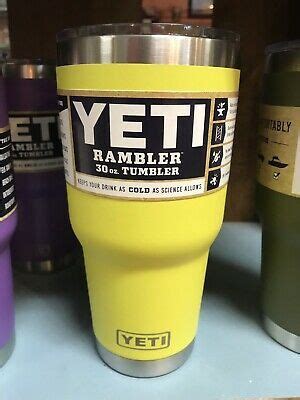 YETI
RAMBLER
30 oz. TUMBLER
KEEPS YOUR DRINK AS COLD AS SCIENCE ALLOWS.
YETI
YETI